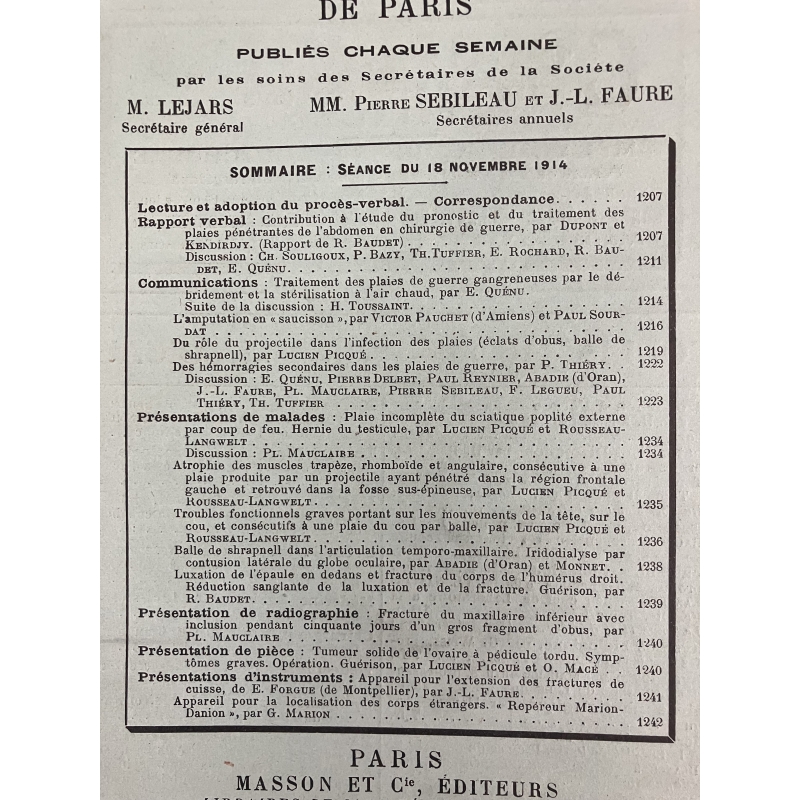 DE PARIS
PUBLIÉS CHAQUE SEMAINE
par les soins des Secrétaires de la Société
M. LEJARS MM. PIERRE SEBILEAU ET J.-L. FAURE
Secrétaire général Secrétaires annuels
SOMMAIRE : SÉANCE DU 18 NOVEMBRE 1914
Lecture et adoption du procès-verbal. — Correspondance. . . . . . 1207
Rapport verbal : Contribution à l'étude du pronostic et du traitement des
plaies pénétrantes de l'abdomen en chirurgie de guerre, par DUPONT et
KENDIRDJY. (Rapport de R. BAUDET) . . . . . . . . . . . . . . 1207
Discussion : CH. SOULIGOUX, P. BAZY, TH. TUFFIER, E. ROCHARD, R. BAU-
DET, E. QUÉNU. . . . . . . . . . . . . . . . . . . . . . . 1211
Communications : Traitement des plaies de guerre gangreneuses par le dé-
bridement et la stérilisation à l'air chaud, par E. QUÉNU.
Suite de la discussion : H. TOUSSAINT. . . . . . . . . . . . . 1214
L'amputation en « saucisson », par VICTOR PAUCHET (d'Amiens) et PAUL SOUR-
DAT . . . . . . . . . . . . . . . . . . . . . . . . . . . 1216
Du rôle du projectile dans l'infection des plaies (éclats d'obus, balle de
shrapnell), par LUCIEN PICQUÉ . . . . . . . . . . . . . . . . 1219
Des hémorragies secondaires dans les plaies de guerre, par P. THIÉRY. . 1222
Discussion : E. QUÉNU, PIERRE DELBET, PAUL REYNIER, ABADIE (d'Oran),
J.-L. FAURE, PL. MAUCLAIRE, PIERRE SEBILEAU, F. LEGUEU, PAUL
THIÉRY, TH. TUFFIER . . . . . . . . . . . . . . . . . . . 1223
Présentations de malades : Plaie incomplète du sciatique poplité externe
par coup de feu. Hernie du testicule, par LUCIEN PICQUÉ et ROUSSEAU-
LANGWELT . . . . . . . . . . . . . . . . . . . . . . . . 1234
Discussion : PL. MAUCLAIRE . . . . . . . . . . . . . . . . . 1234
Atrophie des muscles trapèze, rhomboïde et angulaire, consécutive à une
plaie produite par un projectile ayant pénétré dans la région frontale
gauche et retrouvé dans la fosse sus-épineuse, par LUCIEN PICQUÉ et
ROUSSEAU-LANGWELT . . . . . . . . . . . . . . . . . . . . 1235
Troubles fonctionnels graves portant sur les mouvements de la tête, sur le
cou, et consécutifs à une plaie du cou par balle, par LUCIEN PICQUÉ et
ROUSSEAU-LANGWELT . . . . . . . . . . . . . . . . . . . . 1236
Balle de shrapnell dans l'articulation temporo-maxillaire. Iridodialyse par
contusion latérale du globe oculaire, par ABADIE (d'Oran) et MONNET. . 1238
Luxation de l'épaule en dedans et fracture du corps de l'humérus droit.
Réduction sanglante de la luxation et de la fracture. Guérison, par
R. BAUDET. . . . . . . . . . . . . . . . . . . . . . . . . 1239
Présentation de radiographie : Fracture du maxillaire inférieur avec
inclusion pendant cinquante jours d'un gros fragment d'obus, par
PL. MAUCLAIRE . . . . . . . . . . . . . . . . . . . . . . 1240
Présentation de pièce : Tumeur solide de l'ovaire à pédicule tordu. Symp-
tômes graves. Opération. Guérison, par LUCIEN PICQUÉ et O. MACÉ . . 1240
Présentations d'instruments : Appareil pour l'extension des fractures de
cuisse, de E. FORGUE (de Montpellier), par J.-L. FAURE. . . . . . . 1241
Appareil pour la localisation des corps étrangers. « Repéreur Marion-
Danion », par G. MARION . . . . . . . . . . . . . . . . . . 1242
PARIS
MASSON ET Cie, ÉDITEURS